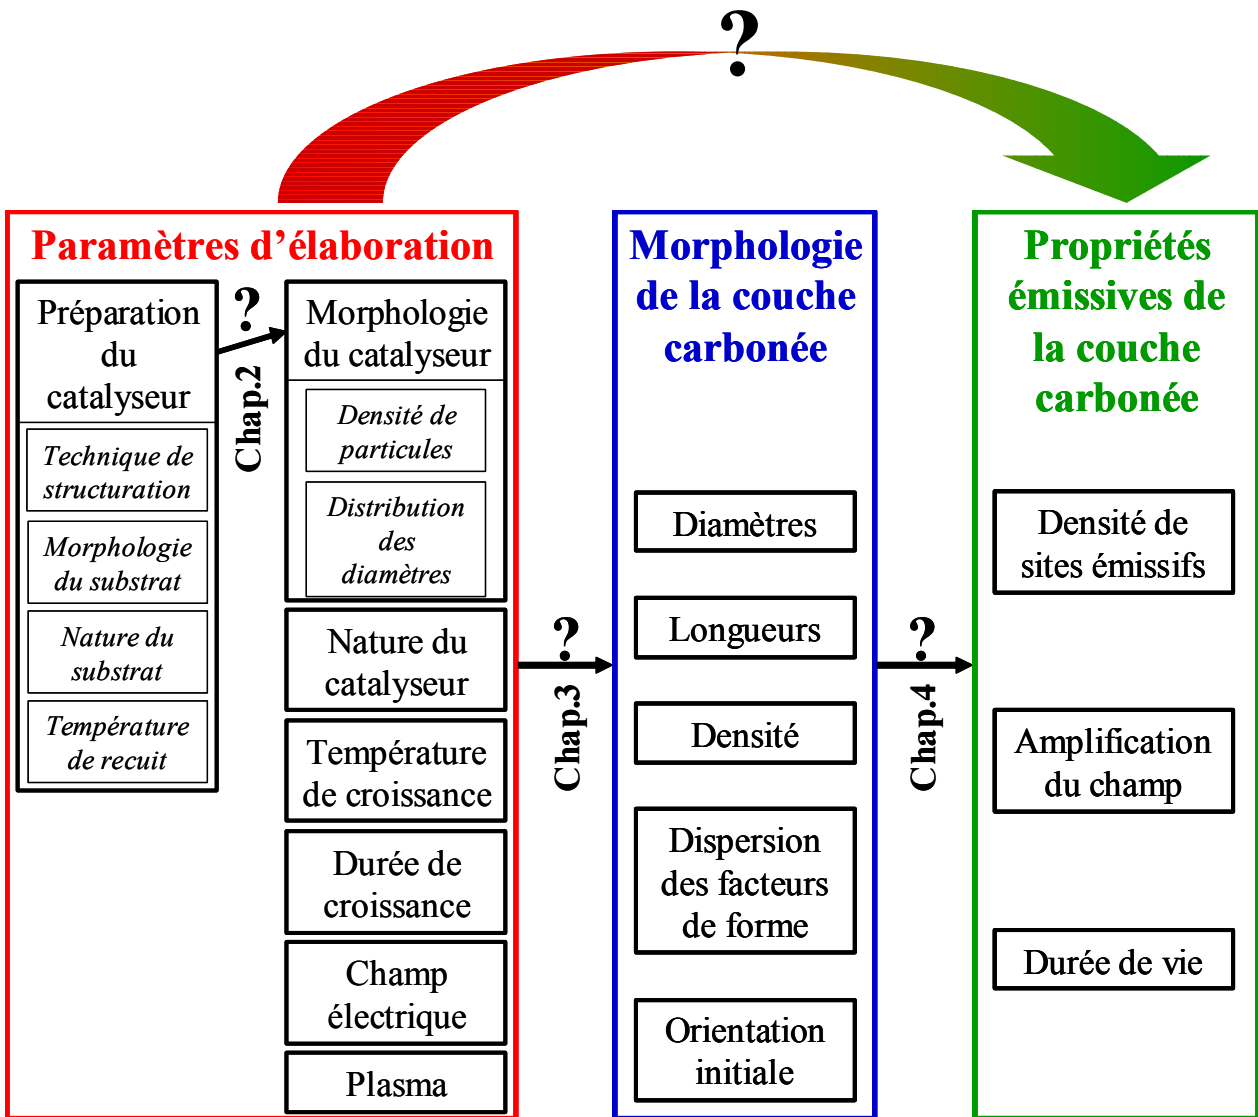 ?
Paramètres d’élaboration
Préparation
du
catalyseur
Technique de
structuration
Morphologie
du substrat
Nature du
substrat
Température
de recuit
?
Chap.2
Morphologie
du catalyseur
Densité de
particules
Distribution
des
diamètres
Nature du
catalyseur
Température
de croissance
Durée de
croissance
Champ
électrique
Plasma
?
Chap.3
Morphologie
de la couche
carbonée
Diamètres
Longueurs
Densité
Dispersion
des facteurs
de forme
Orientation
initiale
?
Chap.4
Propriétés
émissives de
la couche
carbonée
Densité de
sites émissifs
Amplification
du champ
Durée de vie